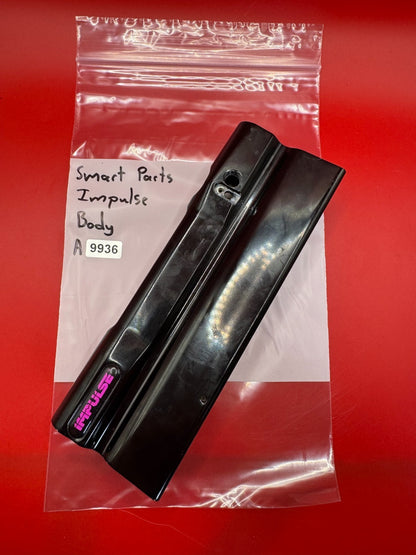 Smart Parts
Impulse
Body
A 9936
IMPULSE